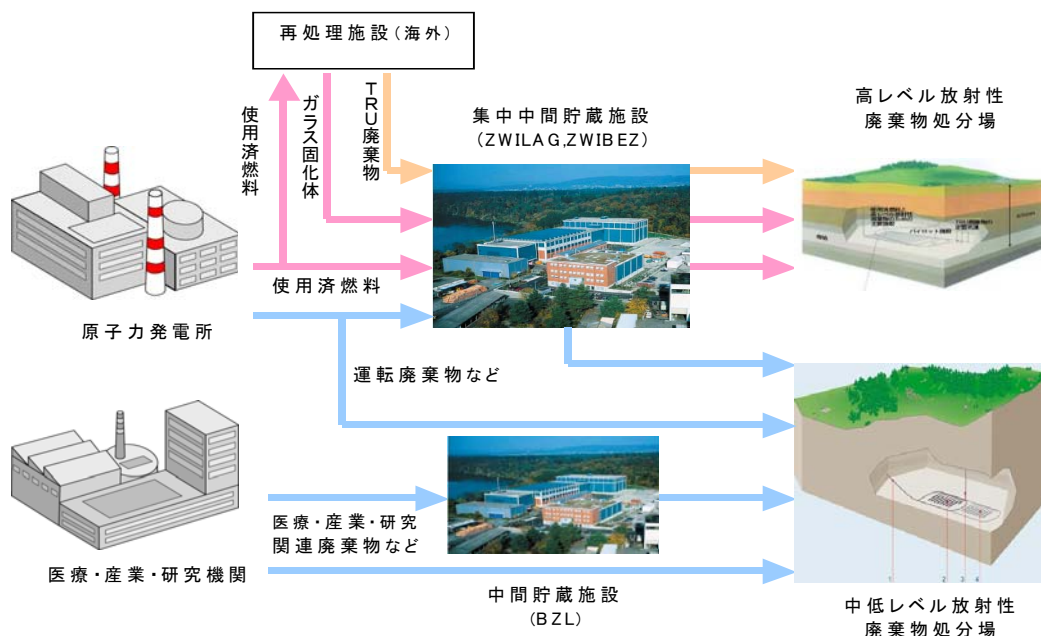 再処理施設(海外)
使用済燃料
ガラス固化体
TRU廃棄物
集中中間貯蔵施設
(ZWILAG,ZWIBEZ)
高レベル放射性
廃棄物処分場
使用済燃料
原子力発電所
運転廃棄物など
医療・産業・研究
関連廃棄物など
医療・産業・研究機関
中間貯蔵施設
(BZL)
1 2 3 4
中低レベル放射性
廃棄物処分場